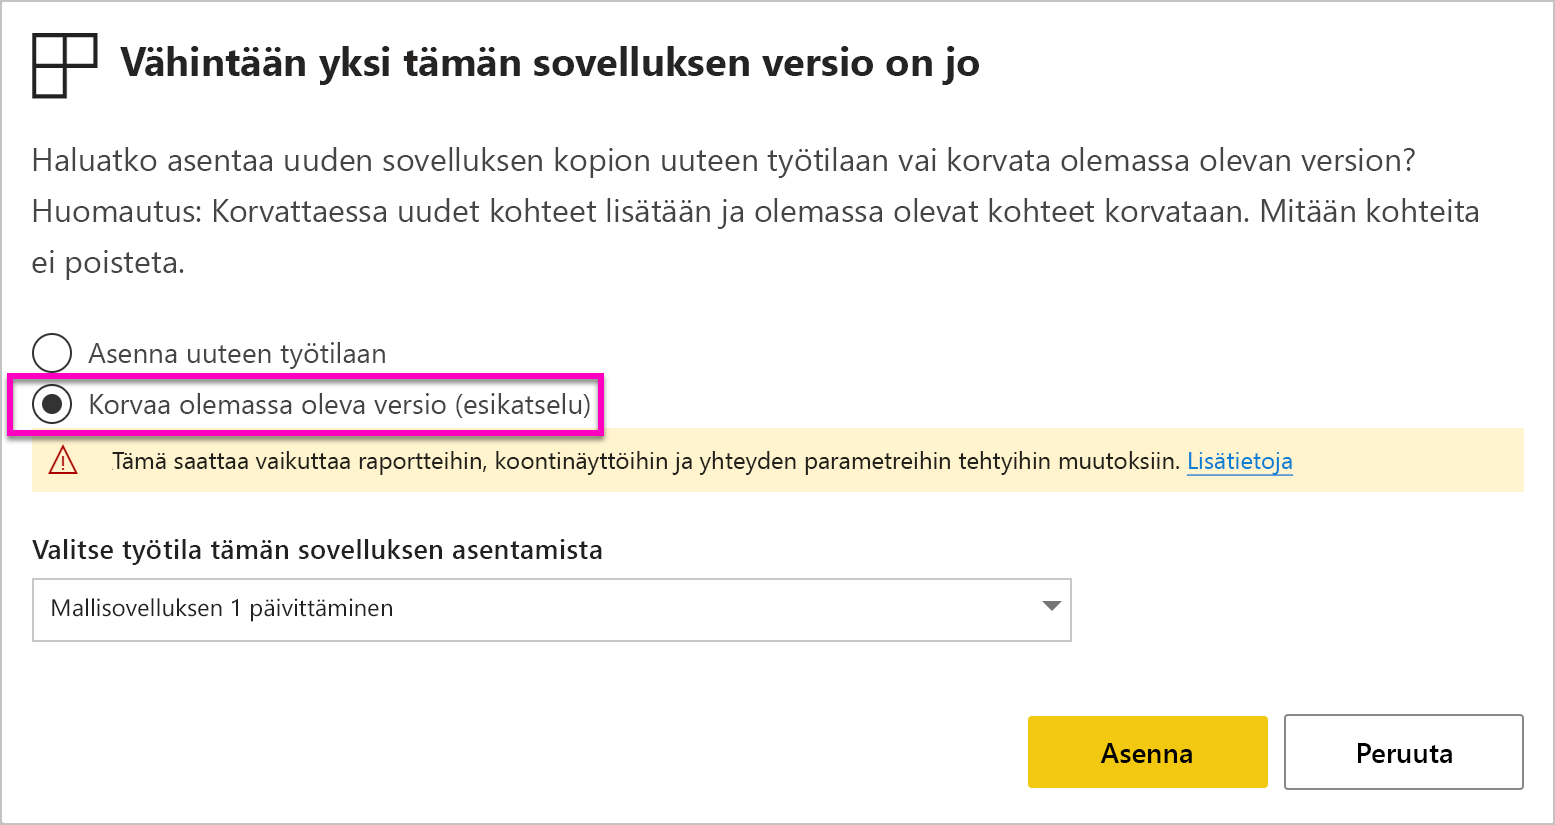 Vähintään yksi tämän sovelluksen versio on jo
Haluatko asentaa uuden sovelluksen kopion uuteen työtilaan vai korvata olemassa olevan version?
Huomautus: Korvattaessa uudet kohteet lisätään ja olemassa olevat kohteet korvataan. Mitään kohteita
ei poisteta.
Asenna uuteen työtilaan
Korvaa olemassa oleva versio (esikatselu)
Tämä saattaa vaikuttaa raportteihin, koontinäyttöihin ja yhteyden parametreihin tehtyihin muutoksiin. Lisätietoja
Valitse työtila tämän sovelluksen asentamista
Mallisovelluksen 1 päivittäminen
Asenna
Peruuta